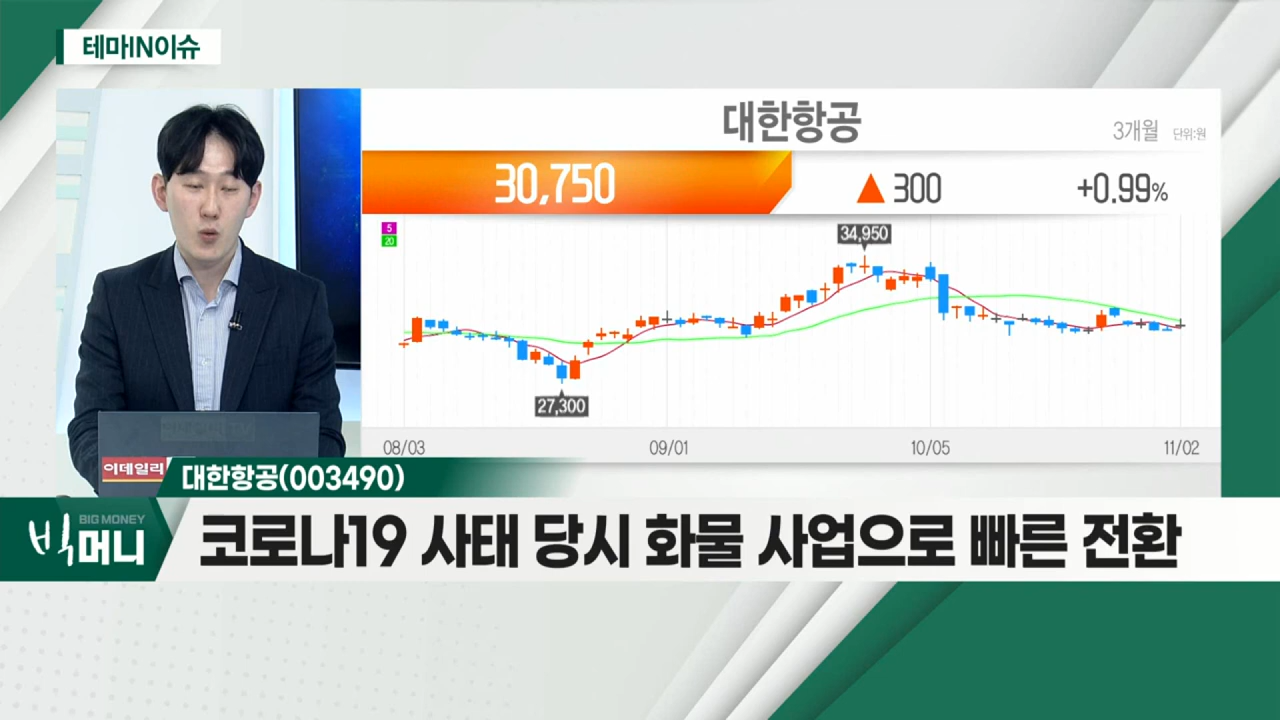 테마IN이슈
대한항공
3개월 단위:원
30,750 ▲300 +0.99%
5
20
34,950
27,300
08/03 09/01 10/05 11/02
이데일리
대한항공(003490)
BIG MONEY
빅머니
코로나19 사태 당시 화물 사업으로 빠른 전환